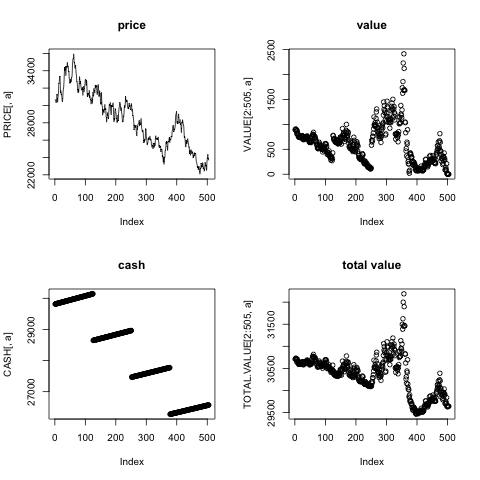 price
PRICE[, a]
22000 28000 34000
0 100 200 300 400 500
Index
value
VALUE[2:505, a]
0 500 1500 2500
0 100 200 300 400 500
Index
cash
CASH[, a]
27000 29000
0 100 200 300 400 500
Index
total value
TOTAL.VALUE[2:505, a]
29500 30500 31500
0 100 200 300 400 500
Index